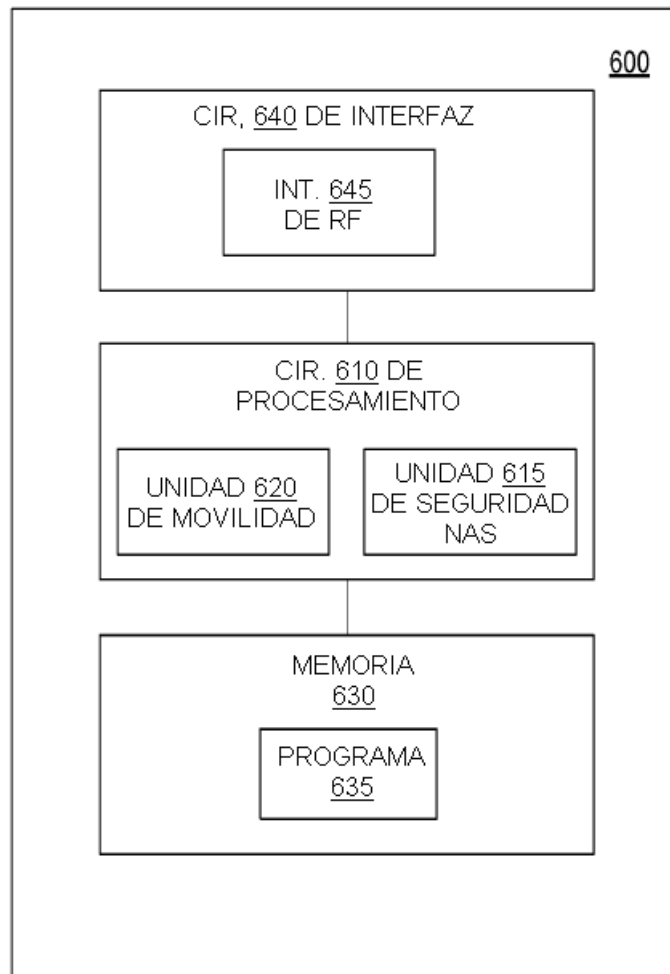 600
CIR, 640 DE INTERFAZ
INT. 645
DE RF
CIR. 610 DE
PROCESAMIENTO
UNIDAD 620
DE MOVILIDAD
UNIDAD 615
DE SEGURIDAD
NAS
MEMORIA
630
PROGRAMA
635